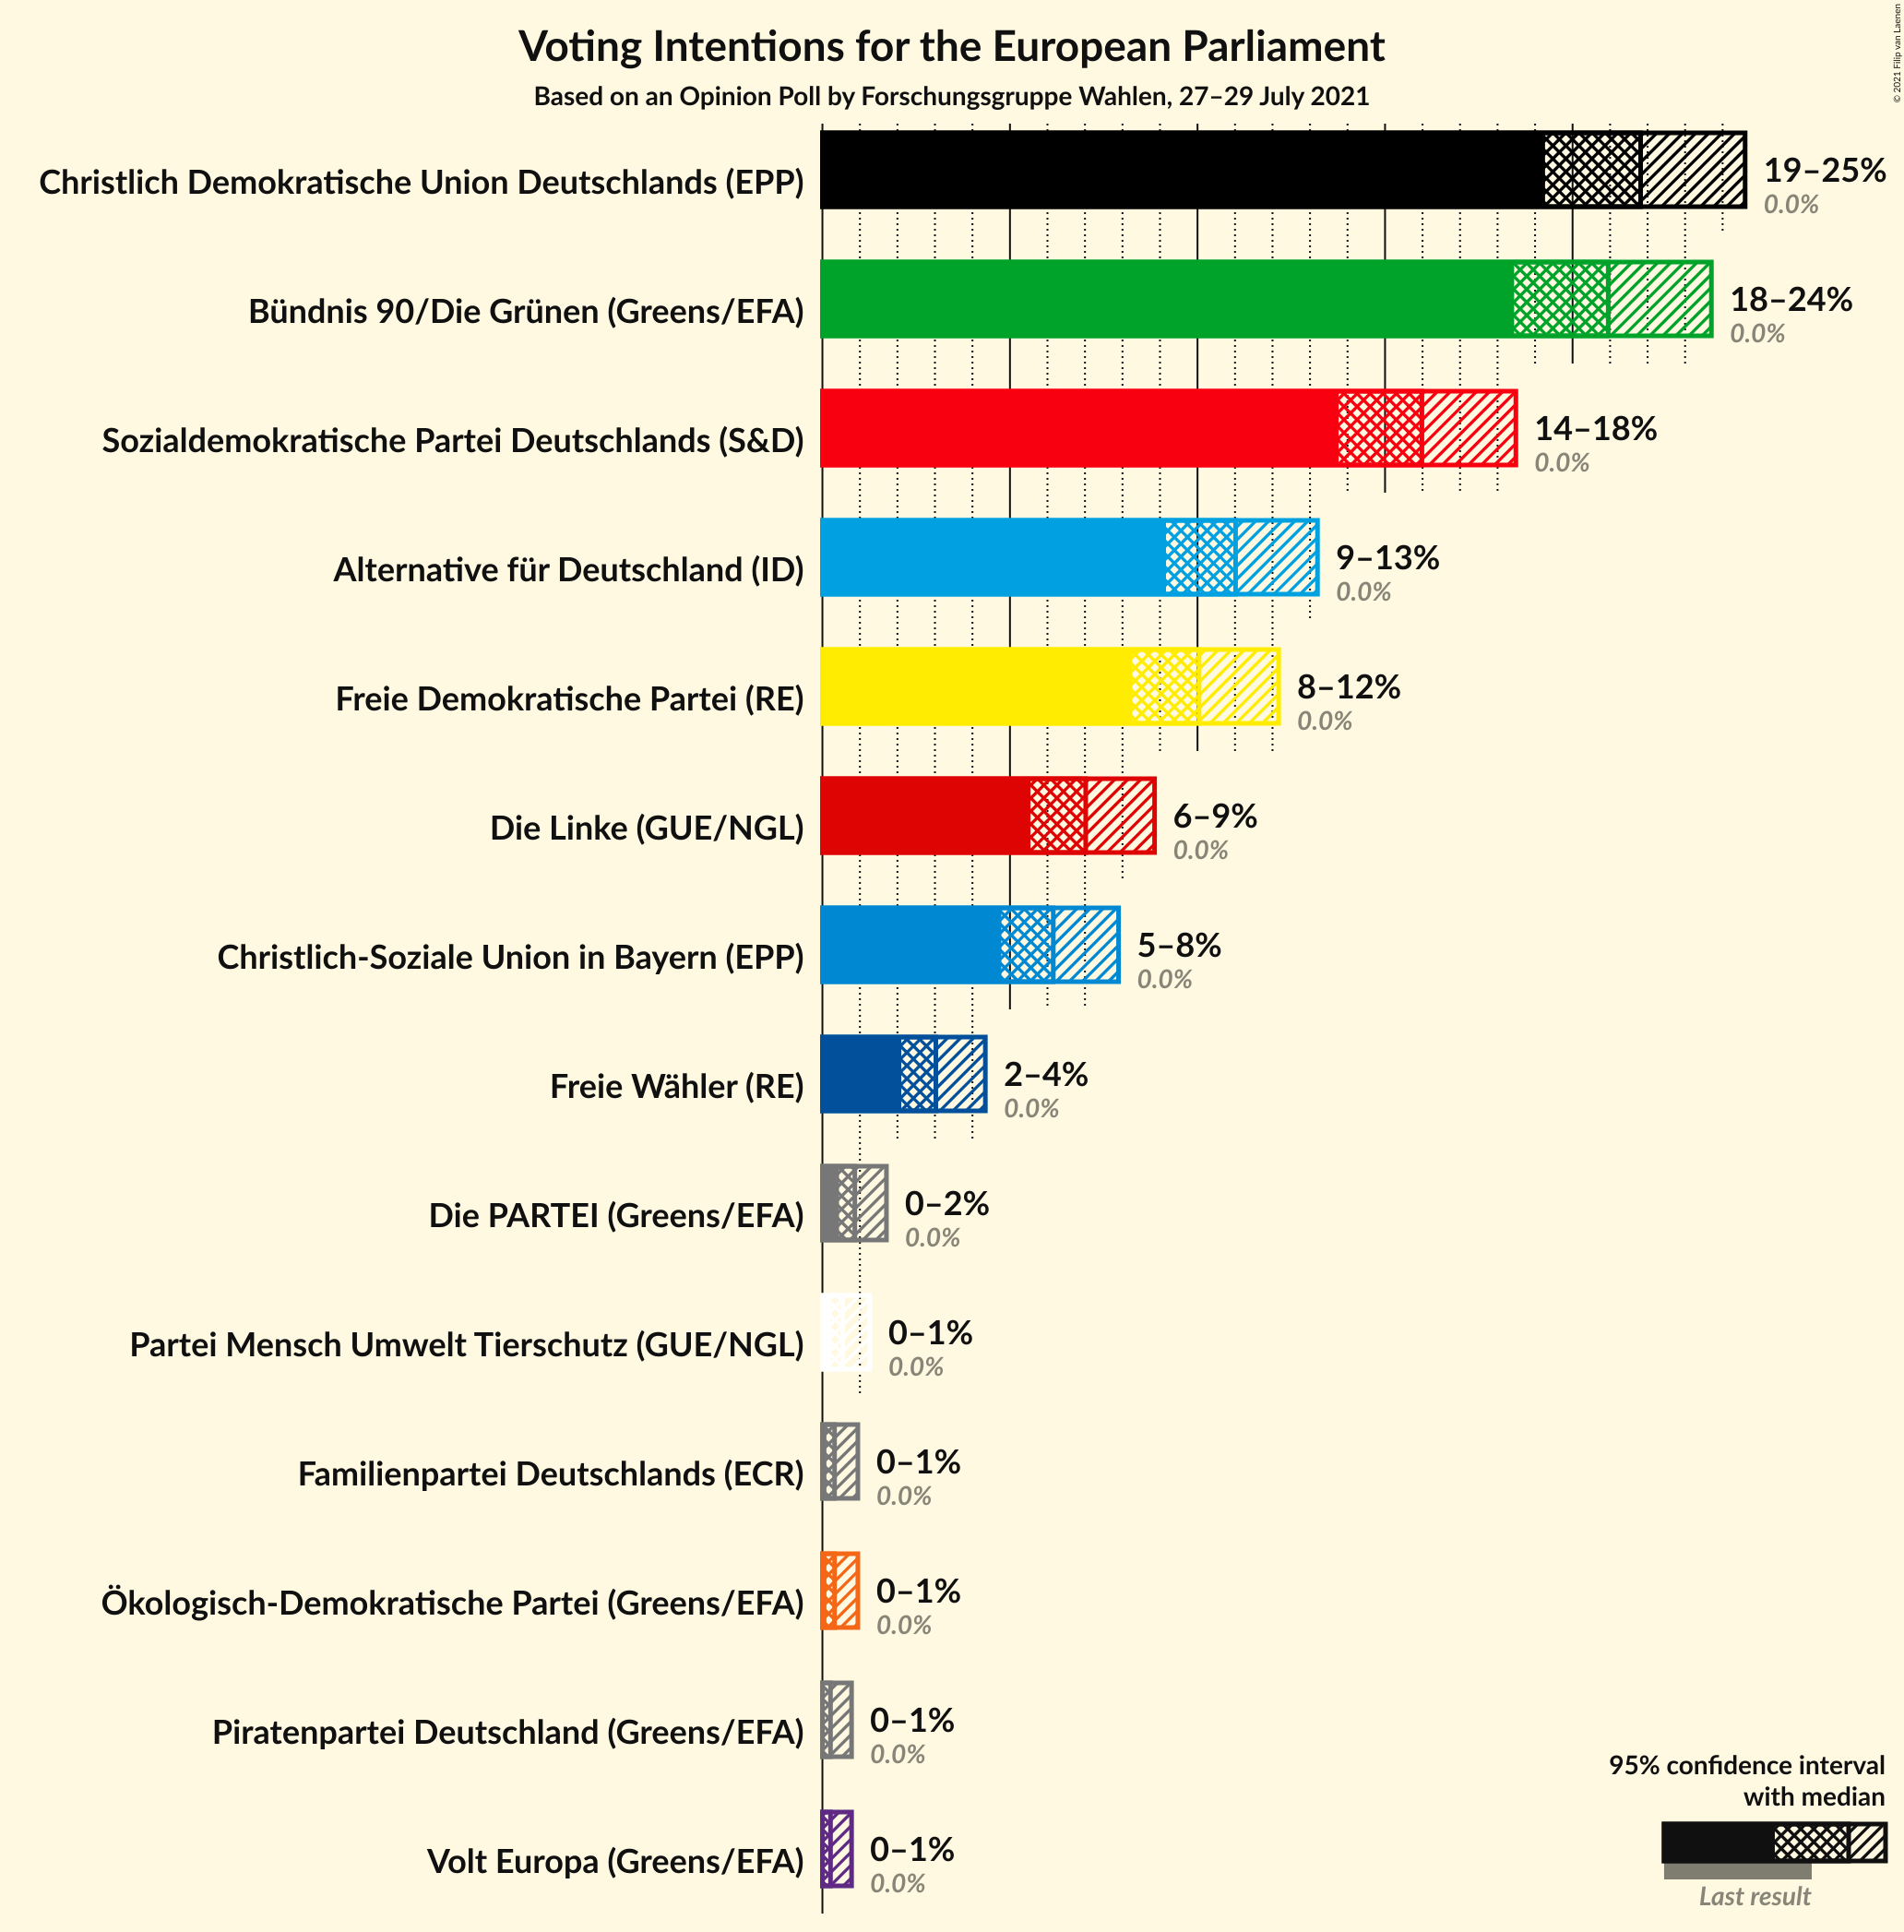 © 2021 Filip van Laenen
Voting Intentions for the European Parliament
Based on an Opinion Poll by Forschungsgruppe Wahlen, 27–29 July 2021
Christlich Demokratische Union Deutschlands (EPP)
19–25%
0.0%
Bündnis 90/Die Grünen (Greens/EFA)
18–24%
0.0%
Sozialdemokratische Partei Deutschlands (S&D)
14–18%
0.0%
Alternative für Deutschland (ID)
9–13%
0.0%
Freie Demokratische Partei (RE)
8–12%
0.0%
Die Linke (GUE/NGL)
6–9%
0.0%
Christlich-Soziale Union in Bayern (EPP)
5–8%
0.0%
Freie Wähler (RE)
2–4%
0.0%
Die PARTEI (Greens/EFA)
0–2%
0.0%
Partei Mensch Umwelt Tierschutz (GUE/NGL)
0–1%
0.0%
Familienpartei Deutschlands (ECR)
0–1%
0.0%
Ökologisch-Demokratische Partei (Greens/EFA)
0–1%
0.0%
Piratenpartei Deutschland (Greens/EFA)
0–1%
0.0%
Volt Europa (Greens/EFA)
0–1%
0.0%
95% confidence interval
with median
Last result